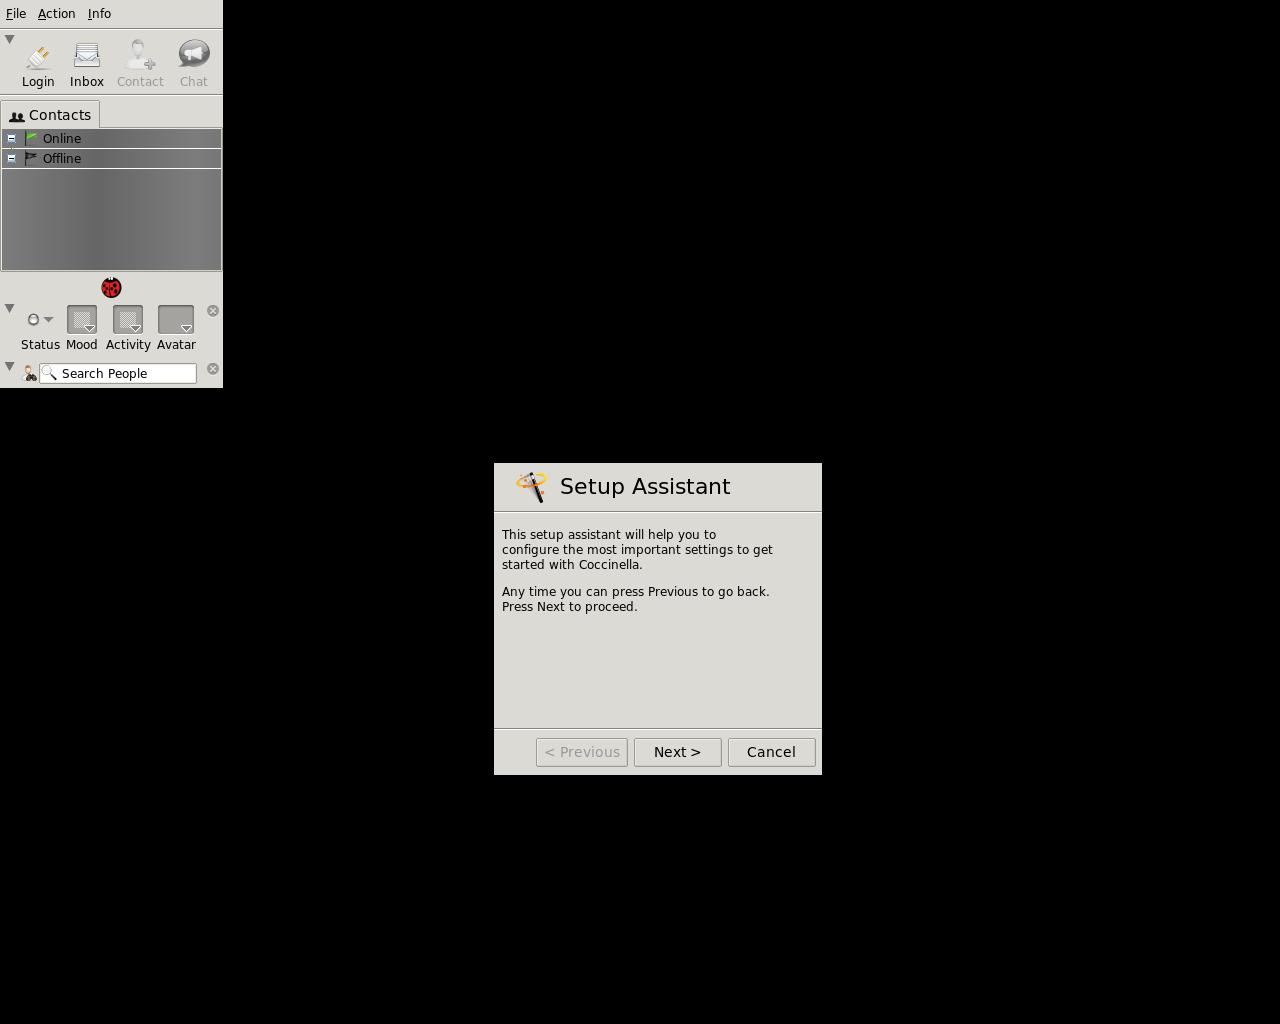 File Action Info
Login Inbox Contact Chat
Contacts
Online
Offline
Status Mood Activity Avatar
Search People
Setup Assistant
This setup assistant will help you to
configure the most important settings to get
started with Coccinella.
Any time you can press Previous to go back.
Press Next to proceed.
< Previous Next > Cancel